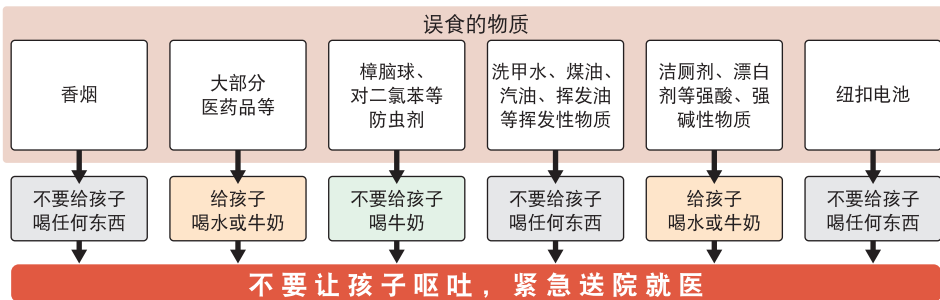 误食的物质
香烟
大部分
医药品等
樟脑球、
对二氯苯等
防虫剂
洗甲水、煤油、
汽油、挥发油
等挥发性物质
洁厕剂、漂白
剂等强酸、强
碱性物质
纽扣电池
不要给孩子
喝任何东西
给孩子
喝水或牛奶
不要给孩子
喝牛奶
不要给孩子
喝任何东西
给孩子
喝水或牛奶
不要给孩子
喝任何东西
不要让孩子呕吐，紧急送院就医